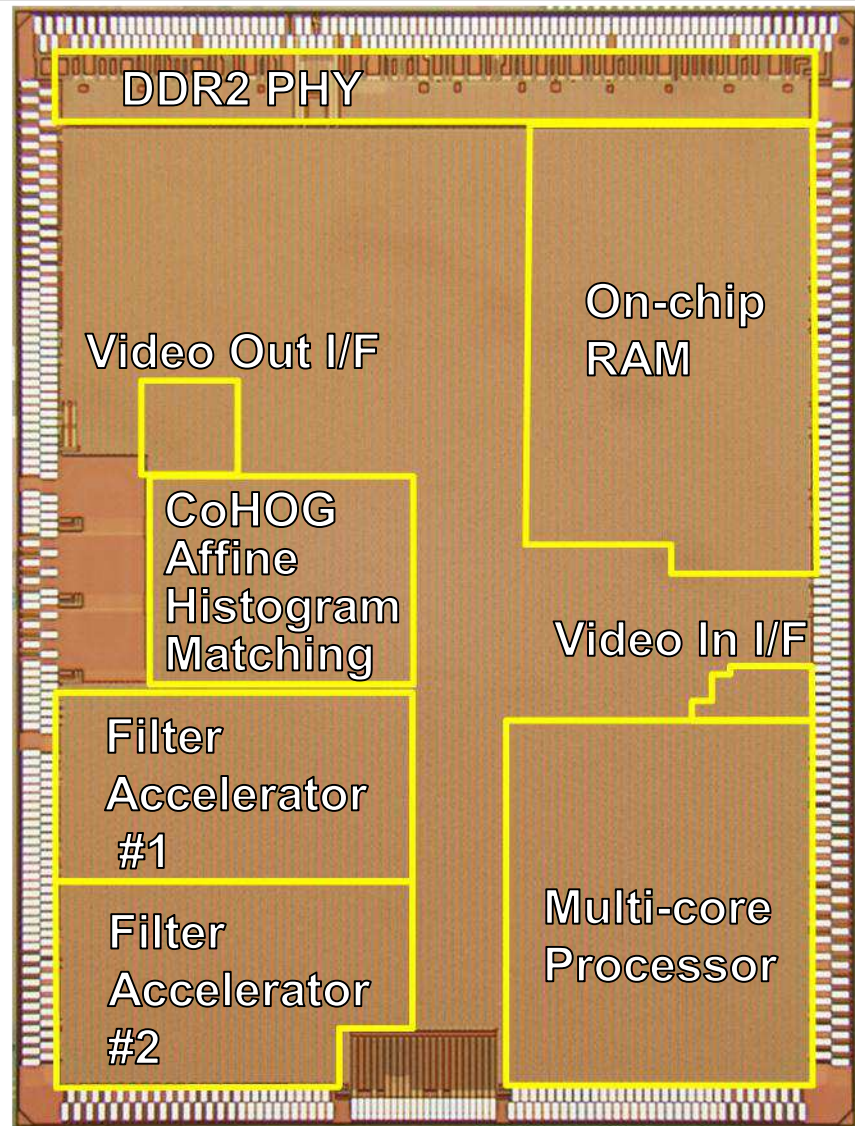 DDR2 PHY
On-chip
RAM
Video Out I/F
CoHOG
Affine
Histogram
Matching
Video In I/F
Filter
Accelerator
#1
Multi-core
Processor
Filter
Accelerator
#2